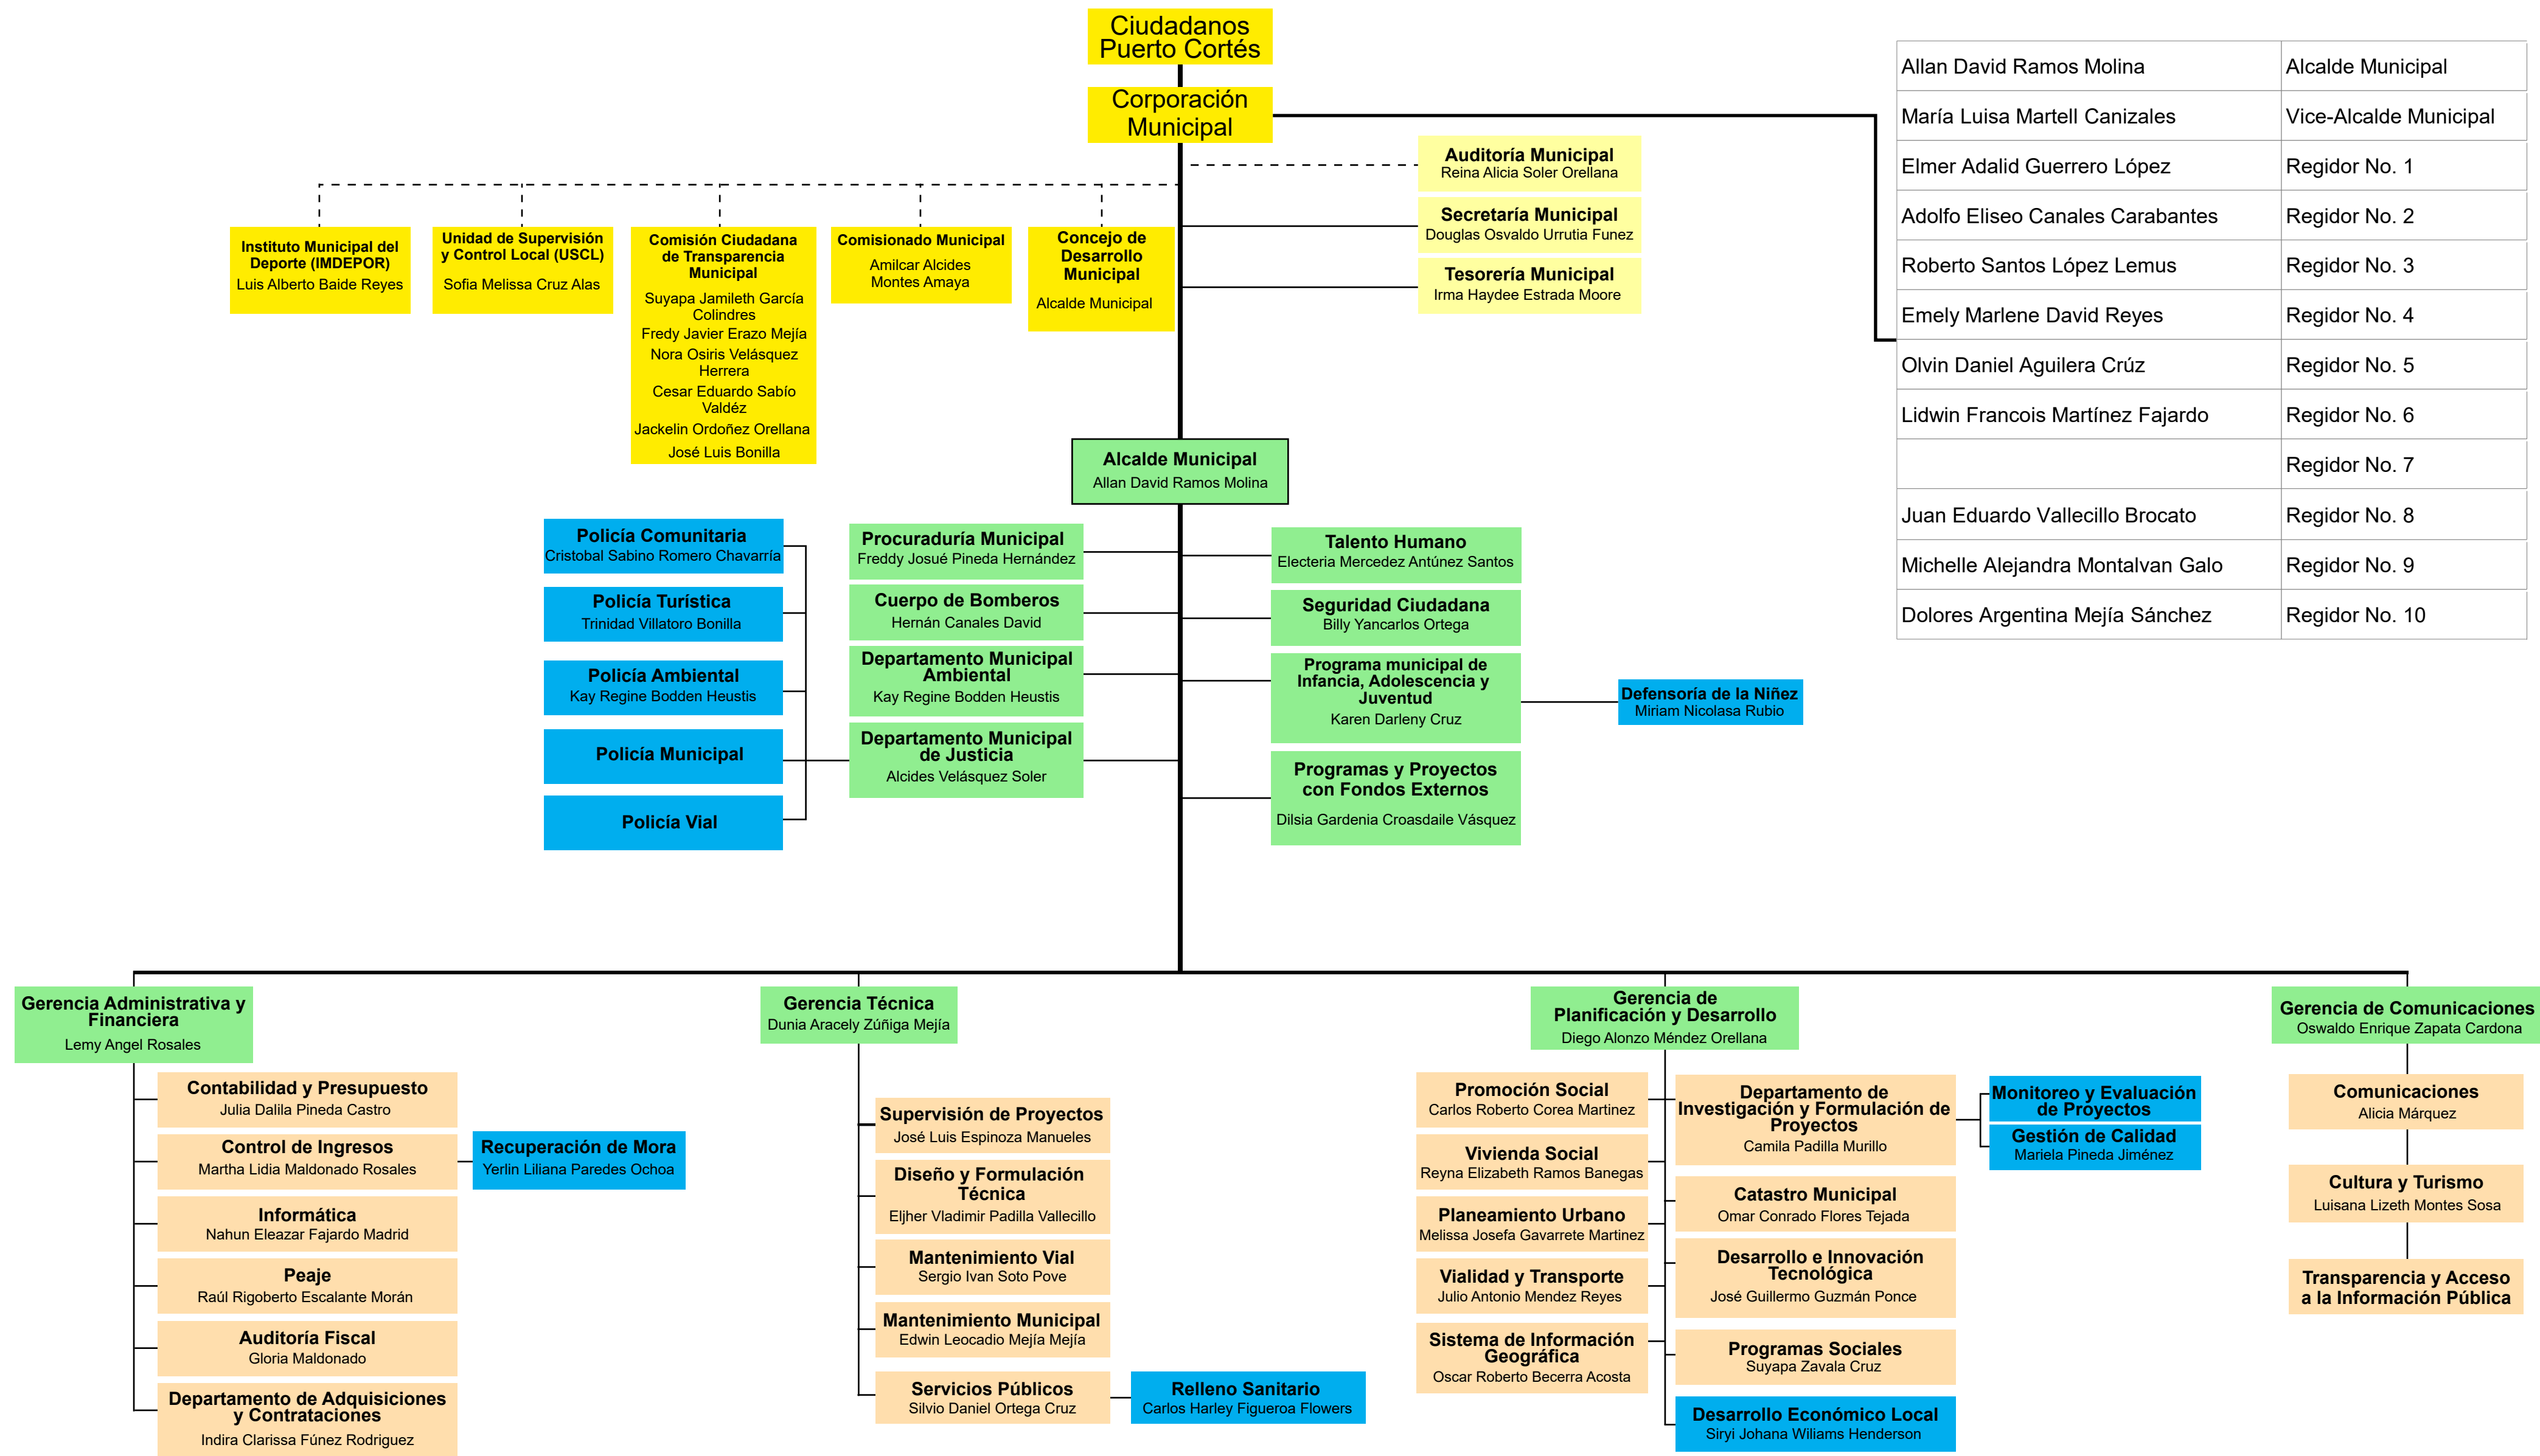 Ciudadanos
Puerto Cortés
Corporación
Municipal
Allan David Ramos Molina Alcalde Municipal
María Luisa Martell Canizales Vice-Alcalde Municipal
Elmer Adalid Guerrero López Regidor No. 1
Adolfo Eliseo Canales Carabantes Regidor No. 2
Roberto Santos López Lemus Regidor No. 3
Emely Marlene David Reyes Regidor No. 4
Olvin Daniel Aguilera Crúz Regidor No. 5
Lidwin Francois Martínez Fajardo Regidor No. 6
Regidor No. 7
Juan Eduardo Vallecillo Brocato Regidor No. 8
Michelle Alejandra Montalvan Galo Regidor No. 9
Dolores Argentina Mejía Sánchez Regidor No. 10
Auditoría Municipal
Reina Alicia Soler Orellana
Secretaría Municipal
Douglas Osvaldo Urrutia Funez
Tesorería Municipal
Irma Haydee Estrada Moore
Instituto Municipal del
Deporte (IMDEPOR)
Luis Alberto Baide Reyes
Unidad de Supervisión
y Control Local (USCL)
Sofia Melissa Cruz Alas
Comisión Ciudadana
de Transparencia
Municipal
Suyapa Jamileth García
Colindres
Fredy Javier Erazo Mejía
Nora Osiris Velásquez
Herrera
Cesar Eduardo Sabío
Valdéz
Jackelin Ordoñez Orellana
José Luis Bonilla
Comisionado Municipal
Amilcar Alcides
Montes Amaya
Concejo de
Desarrollo
Municipal
Alcalde Municipal
Alcalde Municipal
Allan David Ramos Molina
Policía Comunitaria
Cristobal Sabino Romero Chavarría
Policía Turística
Trinidad Villatoro Bonilla
Policía Ambiental
Kay Regine Bodden Heustis
Policía Municipal
Policía Vial
Procuraduría Municipal
Freddy Josué Pineda Hernández
Cuerpo de Bomberos
Hernán Canales David
Departamento Municipal
Ambiental
Kay Regine Bodden Heustis
Departamento Municipal
de Justicia
Alcides Velásquez Soler
Talento Humano
Electeria Mercedez Antúnez Santos
Seguridad Ciudadana
Billy Yancarlos Ortega
Programa municipal de
Infancia, Adolescencia y
Juventud
Karen Darleny Cruz
Defensoría de la Niñez
Miriam Nicolasa Rubio
Programas y Proyectos
con Fondos Externos
Dilsia Gardenia Croasdaile Vásquez
Gerencia Administrativa y
Financiera
Lemy Angel Rosales
Contabilidad y Presupuesto
Julia Dalila Pineda Castro
Control de Ingresos
Martha Lidia Maldonado Rosales
Recuperación de Mora
Yerlin Liliana Paredes Ochoa
Informática
Nahun Eleazar Fajardo Madrid
Peaje
Raúl Rigoberto Escalante Morán
Auditoría Fiscal
Gloria Maldonado
Departamento de Adquisiciones
y Contrataciones
Indira Clarissa Fúnez Rodriguez
Gerencia Técnica
Dunia Aracely Zúñiga Mejía
Supervisión de Proyectos
José Luis Espinoza Manueles
Diseño y Formulación
Técnica
Eljher Vladimir Padilla Vallecillo
Mantenimiento Vial
Sergio Ivan Soto Pove
Mantenimiento Municipal
Edwin Leocadio Mejía Mejía
Servicios Públicos
Silvio Daniel Ortega Cruz
Relleno Sanitario
Carlos Harley Figueroa Flowers
Gerencia de
Planificación y Desarrollo
Diego Alonzo Méndez Orellana
Promoción Social
Carlos Roberto Corea Martinez
Vivienda Social
Reyna Elizabeth Ramos Banegas
Planeamiento Urbano
Melissa Josefa Gavarrete Martinez
Vialidad y Transporte
Julio Antonio Mendez Reyes
Sistema de Información
Geográfica
Oscar Roberto Becerra Acosta
Departamento de
Investigación y Formulación de
Proyectos
Camila Padilla Murillo
Monitoreo y Evaluación
de Proyectos
Gestión de Calidad
Mariela Pineda Jiménez
Catastro Municipal
Omar Conrado Flores Tejada
Desarrollo e Innovación
Tecnológica
José Guillermo Guzmán Ponce
Programas Sociales
Suyapa Zavala Cruz
Desarrollo Económico Local
Siryi Johana Wiliams Henderson
Gerencia de Comunicaciones
Oswaldo Enrique Zapata Cardona
Comunicaciones
Alicia Márquez
Cultura y Turismo
Luisana Lizeth Montes Sosa
Transparencia y Acceso
a la Información Pública